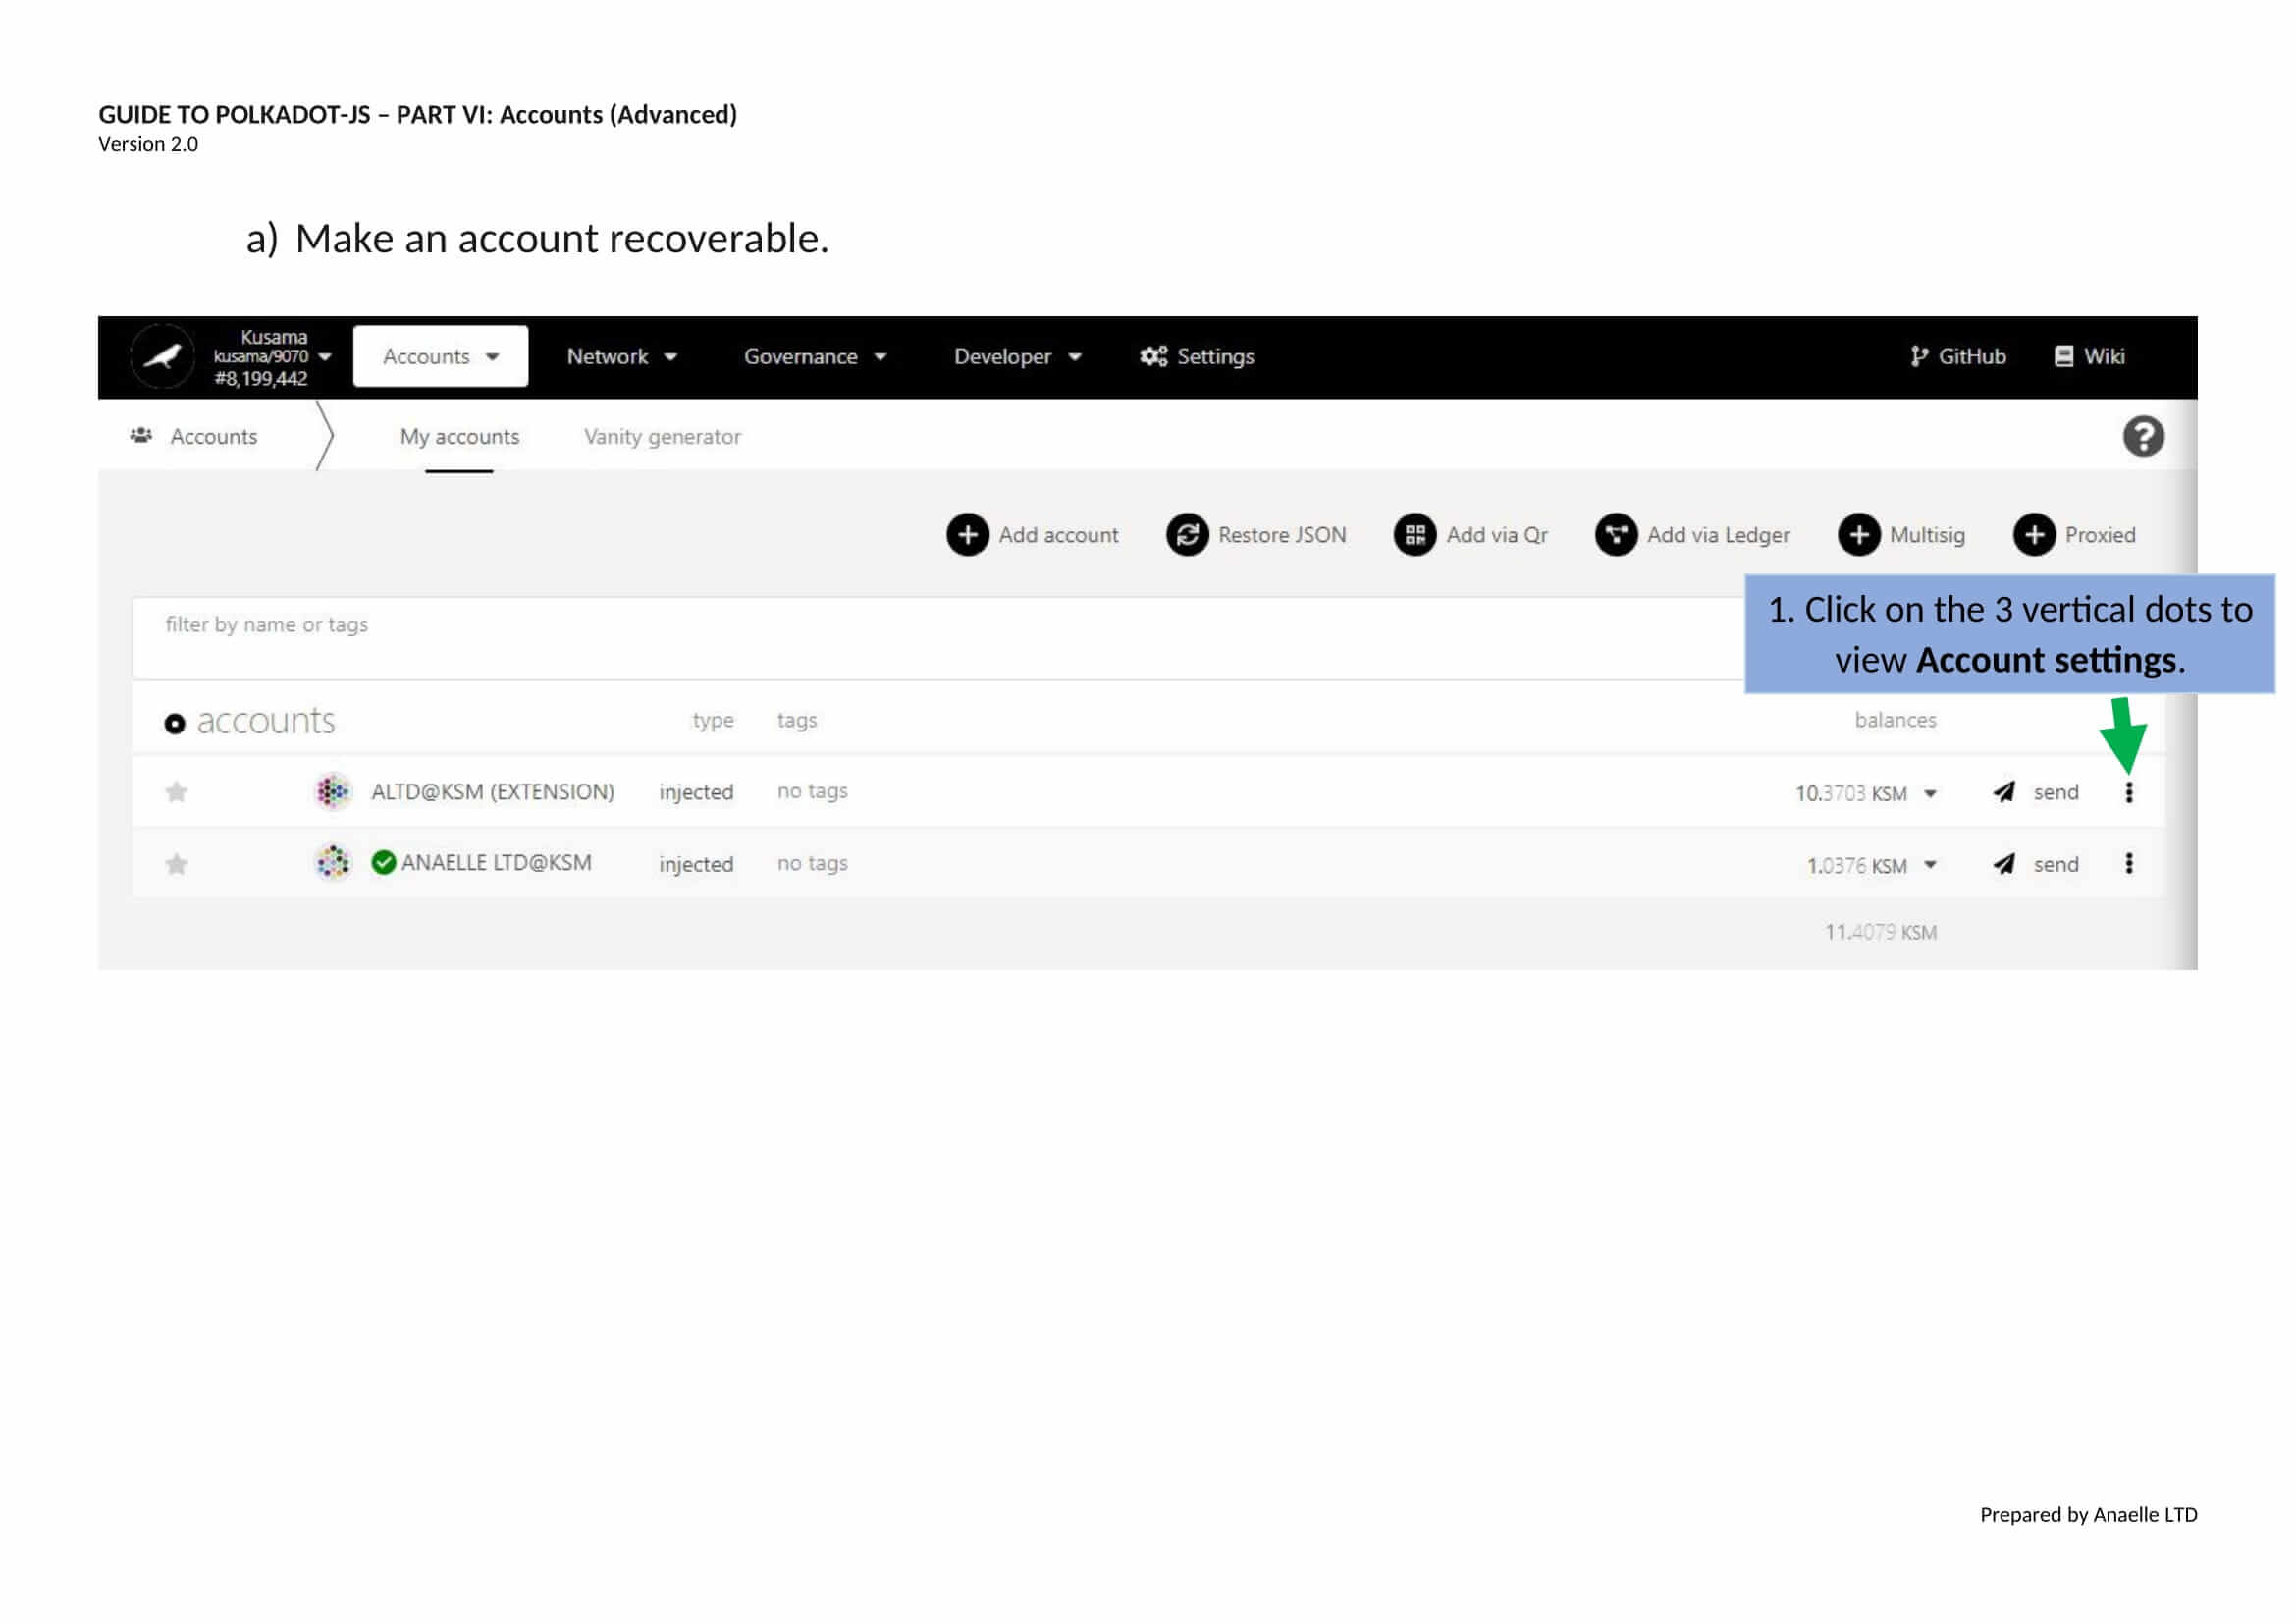 GUIDE TO POLKADOT-JS – PART VI: Accounts (Advanced)
Version 2.0
a) Make an account recoverable.
Kusama
kusama/9070
#8,199,442
Accounts
Network
Governance
Developer
Settings
GitHub
Wiki
Accounts
My accounts
Vanity generator
?
Add account
Restore JSON
Add via Qr
Add via Ledger
Multisig
Proxied
filter by name or tags
1. Click on the 3 vertical dots to
view Account settings.
accounts type tags balances
ALTD@KSM (EXTENSION) injected no tags 10.3703 KSM send
ANAELLE LTD@KSM injected no tags 1.0376 KSM send
11.4079 KSM
Prepared by Anaelle LTD